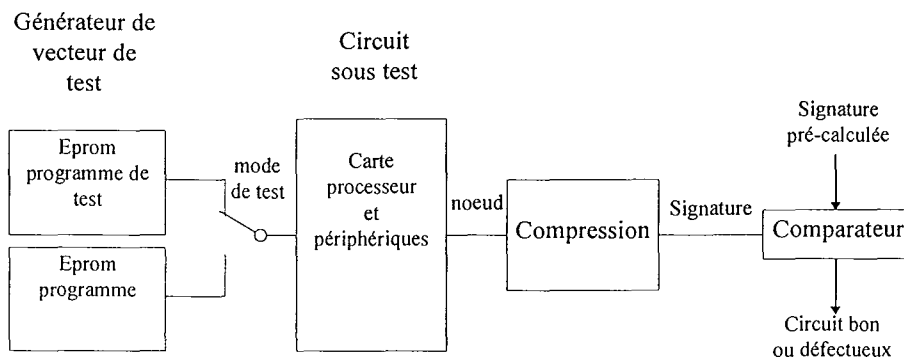 Générateur de
vecteur de
test
Circuit
sous test
Eprom
programme de
test
Eprom
programme
mode
de test
Carte
processeur
et
périphériques
noeud
Compression
Signature
Signature
pré-calculée
Comparateur
Circuit bon
ou défectueux